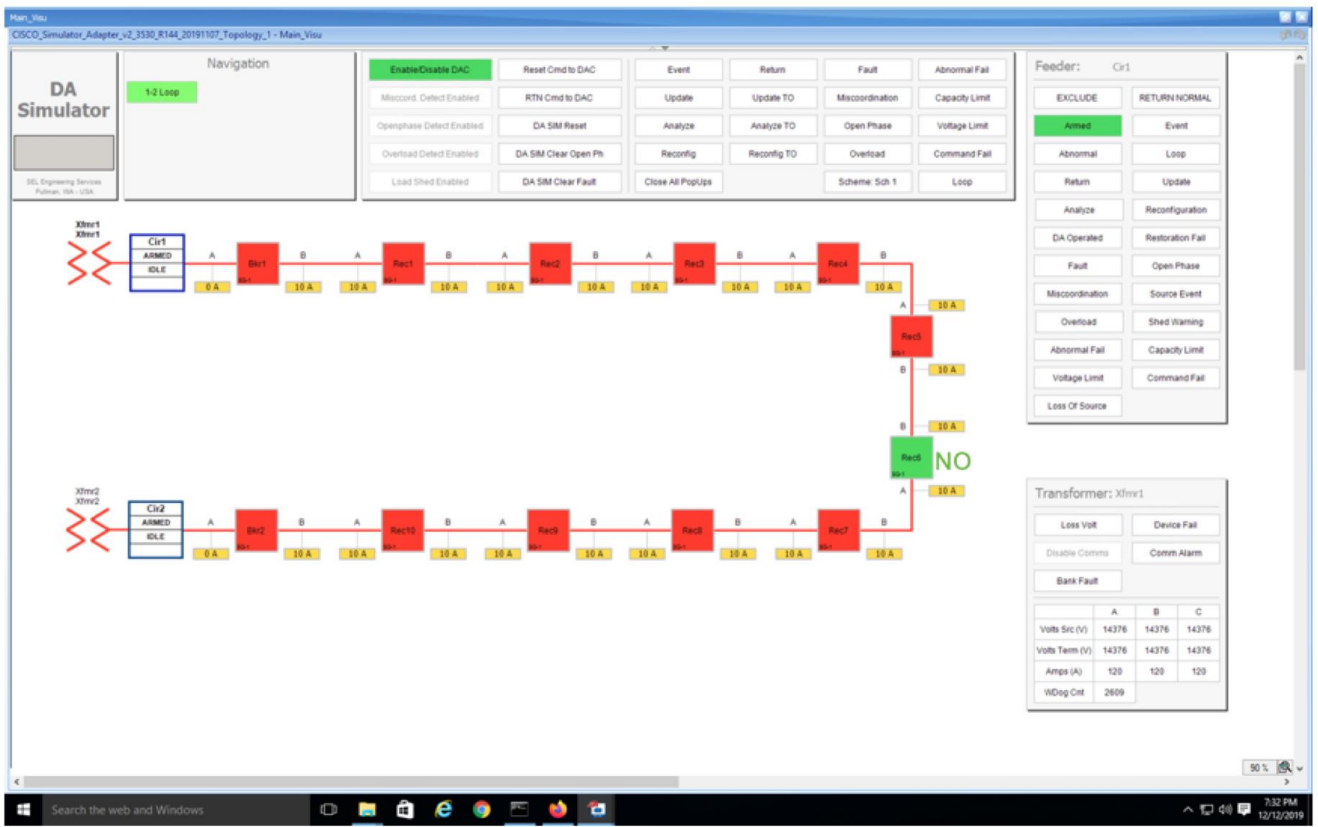 Main_Visu
CISCO_Simulator_Adapter_v2_3530_R144_20191107_Topology_1 - Main_Visu
DA
Simulator
SEL Engineering Services
Pullman, WA - USA
Navigation
1-2 Loop
Enable/Disable DAC
Reset Cmd to DAC
Event
Return
Fault
Abnormal Fail
Misccord. Detect Enabled
RTN Cmd to DAC
Update
Update TO
Miscoordination
Capacity Limit
Openphase Detect Enabled
DA SIM Reset
Analyze
Analyze TO
Open Phase
Voltage Limit
Overload Detect Enabled
DA SIM Clear Open Ph
Reconfig
Reconfig TO
Overload
Command Fail
Load Shed Enabled
DA SIM Clear Fault
Close All PopUps
Scheme: Sch 1
Loop
Feeder: Cir1
EXCLUDE
RETURN NORMAL
Armed
Event
Abnormal
Loop
Return
Update
Analyze
Reconfiguration
DA Operated
Restoration Fail
Fault
Open Phase
Miscoordination
Source Event
Overload
Shed Warning
Abnormal Fail
Capacity Limit
Voltage Limit
Command Fail
Loss Of Source
Xfmr1
Xfmr1
Cir1
ARMED
IDLE
A Bkr1 B
A Rec1 B
A Rec2 B
A Rec3 B
A Rec4 B
0 A 10 A 10 A 10 A 10 A 10 A 10 A 10 A 10 A 10 A
A 10 A
Rec5
B 10 A
B 10 A
Rec6 NO
A 10 A
Xfmr2
Xfmr2
Cir2
ARMED
IDLE
A Bkr2 B
A Rec10 B
A Rec9 B
A Rec8 B
A Rec7 B
0 A 10 A 10 A 10 A 10 A 10 A 10 A 10 A 10 A 10 A
Transformer: Xfmr1
Loss Volt
Device Fail
Disable Comms
Comm Alarm
Bank Fault
A B C
Volts Src (V) 14376 14376 14376
Volts Term (V) 14376 14376 14376
Amps (A) 120 120 120
WDog Cnt 2609
90 %
Search the web and Windows
7:32 PM
12/12/2019